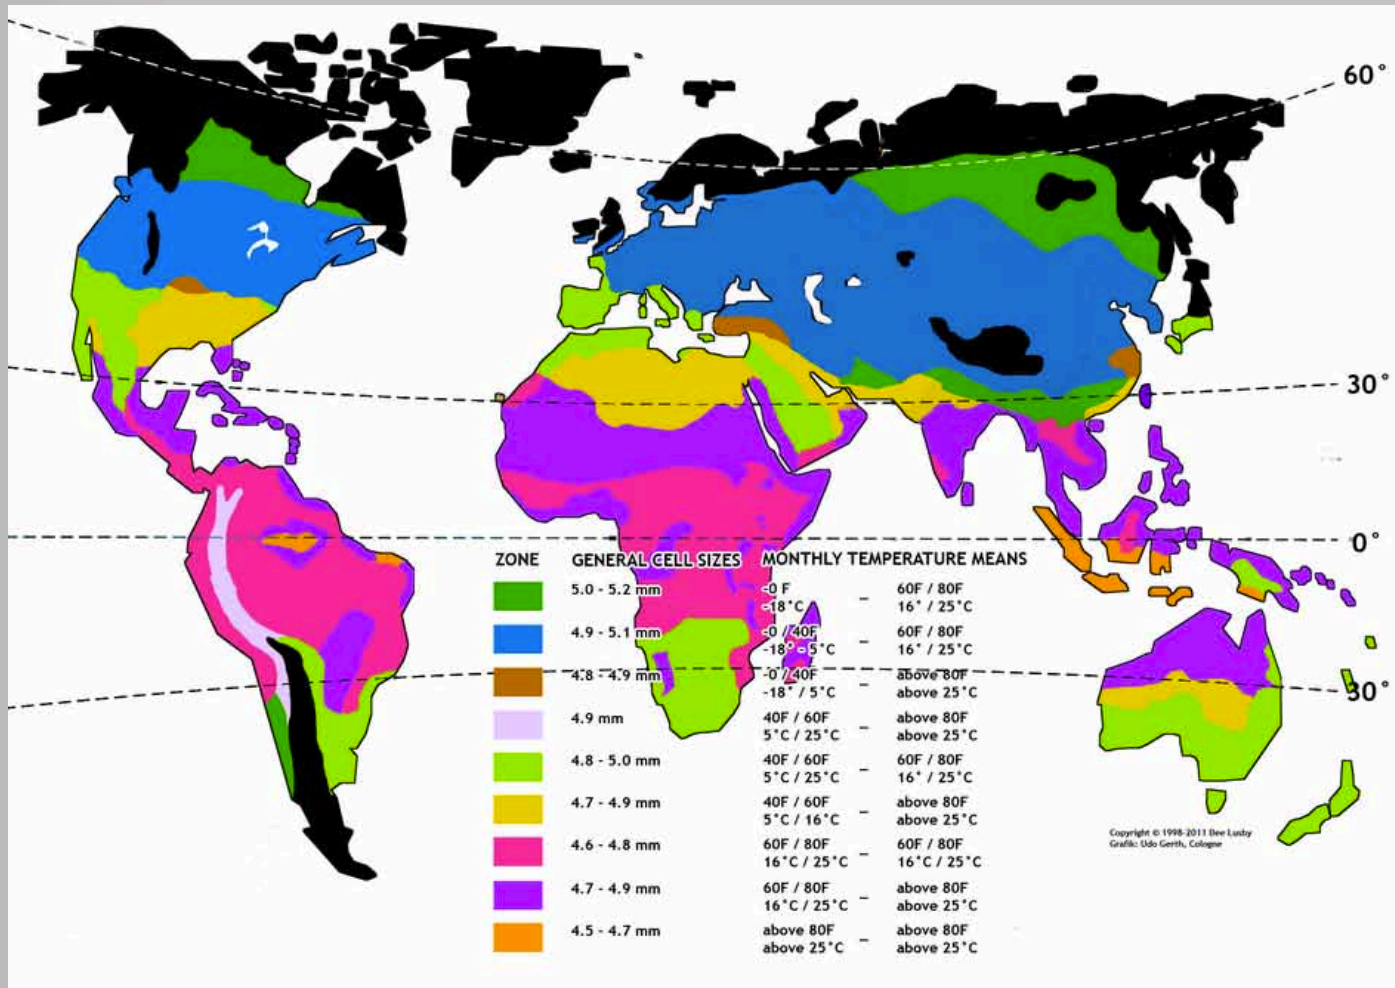 60°
30°
0°
30°
ZONE GENERAL CELL SIZES MONTHLY TEMPERATURE MEANS
5.0 - 5.2 mm -0 F – 60F / 80F
-18°C 16° / 25°C
4.9 - 5.1 mm -0 / 40F – 60F / 80F
-18° - 5°C 16° / 25°C
4.8 - 4.9 mm -0 / 40F – above 80F
-18° / 5°C above 25°C
4.9 mm 40F / 60F – above 80F
5°C / 25°C above 25°C
4.8 - 5.0 mm 40F / 60F – 60F / 80F
5°C / 25°C 16° / 25°C
4.7 - 4.9 mm 40F / 60F – above 80F
5°C / 16°C above 25°C
4.6 - 4.8 mm 60F / 80F – 60F / 80F
16°C / 25°C 16°C / 25°C
4.7 - 4.9 mm 60F / 80F – above 80F
16°C / 25°C above 25°C
4.5 - 4.7 mm above 80F – above 80F
above 25°C above 25°C
Copyright © 1998-2011 Dee Lusby
Grafik: Udo Gerth, Cologne